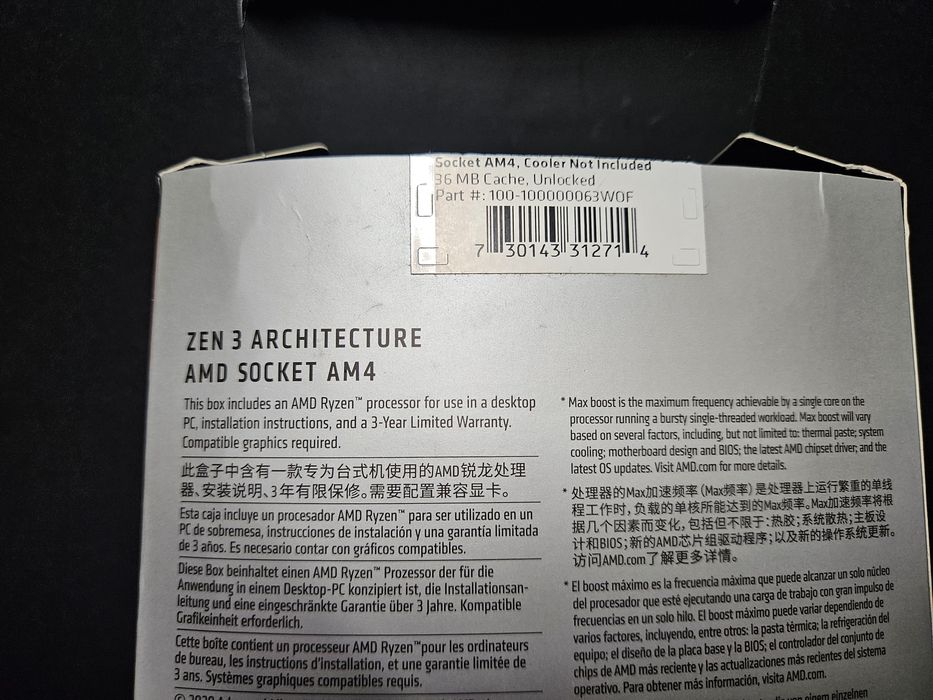 Socket AM4, Cooler Not Included
36 MB Cache, Unlocked
Part #: 100-100000063WOF
7 30143 31271 4
ZEN 3 ARCHITECTURE
AMD SOCKET AM4
This box includes an AMD Ryzen™ processor for use in a desktop
PC, installation instructions, and a 3-Year Limited Warranty.
Compatible graphics required.
此盒子中含有一款专为台式机使用的AMD锐龙处理
器、安装说明、3年有限保修。需要配置兼容显卡。
Esta caja incluye un procesador AMD Ryzen™ para ser utilizado en un
PC de sobremesa, instrucciones de instalación y una garantía limitada
de 3 años. Es necesario contar con gráficos compatibles.
Diese Box beinhaltet einen AMD Ryzen™ Prozessor der für die
Anwendung in einem Desktop-PC konzipiert ist, die Installationsan-
leitung und eine eingeschränkte Garantie über 3 Jahre. Kompatible
Grafikeinheit erforderlich.
Cette boîte contient un processeur AMD Ryzen™pour les ordinateurs
de bureau, les instructions d'installation, et une garantie limitée de
3 ans. Systèmes graphiques compatibles requis.
* Max boost is the maximum frequency achievable by a single core on the
processor running a bursty single-threaded workload. Max boost will vary
based on several factors, including, but not limited to: thermal paste; system
cooling; motherboard design and BIOS; the latest AMD chipset driver; and the
latest OS updates. Visit AMD.com for more details.
* 处理器的Max加速频率（Max频率）是处理器上运行繁重的单线
程工作时，负载的单核所能达到的Max频率。Max加速频率将根
据几个因素而变化，包括但不限于：热胶；系统散热；主板设
计和BIOS；新的AMD芯片组驱动程序；以及新的操作系统更新。
访问AMD.com了解更多详情。
* El boost máximo es la frecuencia máxima que puede alcanzar un solo núcleo
del procesador que esté ejecutando una carga de trabajo con gran impulso de
frecuencias en un solo hilo. El boost máximo puede variar dependiendo de
varios factores, incluyendo, entre otros: la pasta térmica; la refrigeración del
equipo; el diseño de la placa base y la BIOS; el controlador del conjunto de
chips de AMD más reciente y las actualizaciones más recientes del sistema
operativo. Para obtener más información, visita AMD.com.